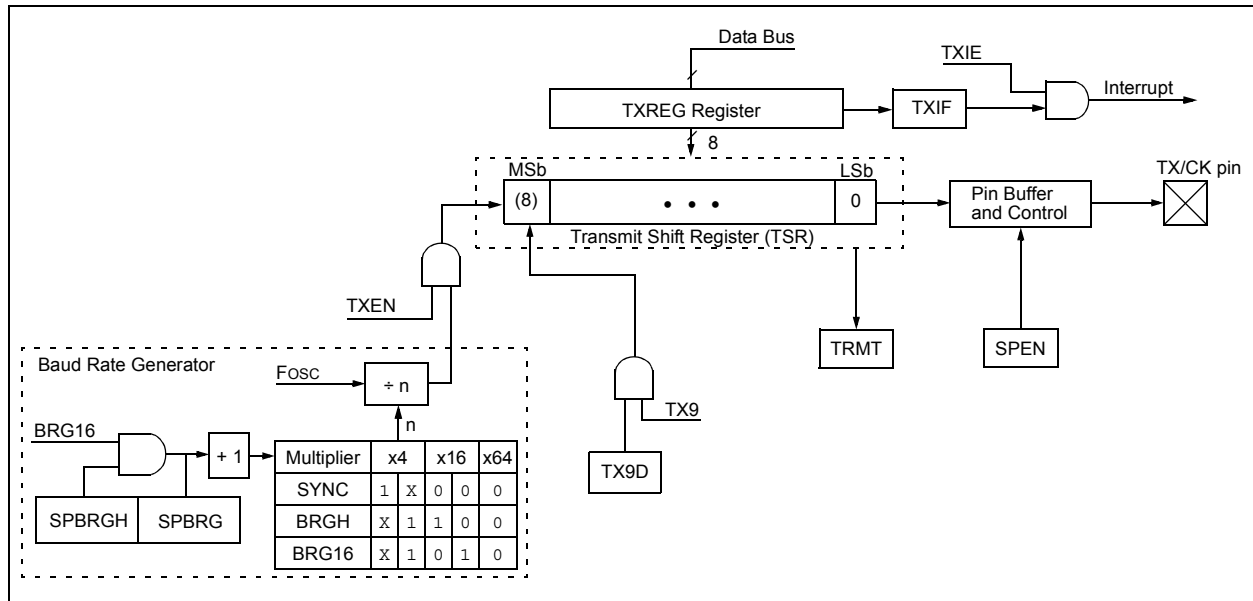 Data Bus
TXIE
Interrupt
TXREG Register
TXIF
8
MSb
LSb
TX/CK pin
(8)
• • •
0
Pin Buffer
and Control
Transmit Shift Register (TSR)
TXEN
TRMT
SPEN
Baud Rate Generator
FOSC
÷ n
TX9
n
BRG16
+ 1
Multiplier x4 x16 x64
TX9D
SYNC 1 X 0 0 0
SPBRGH SPBRG
BRGH X 1 1 0 0
BRG16 X 1 0 1 0